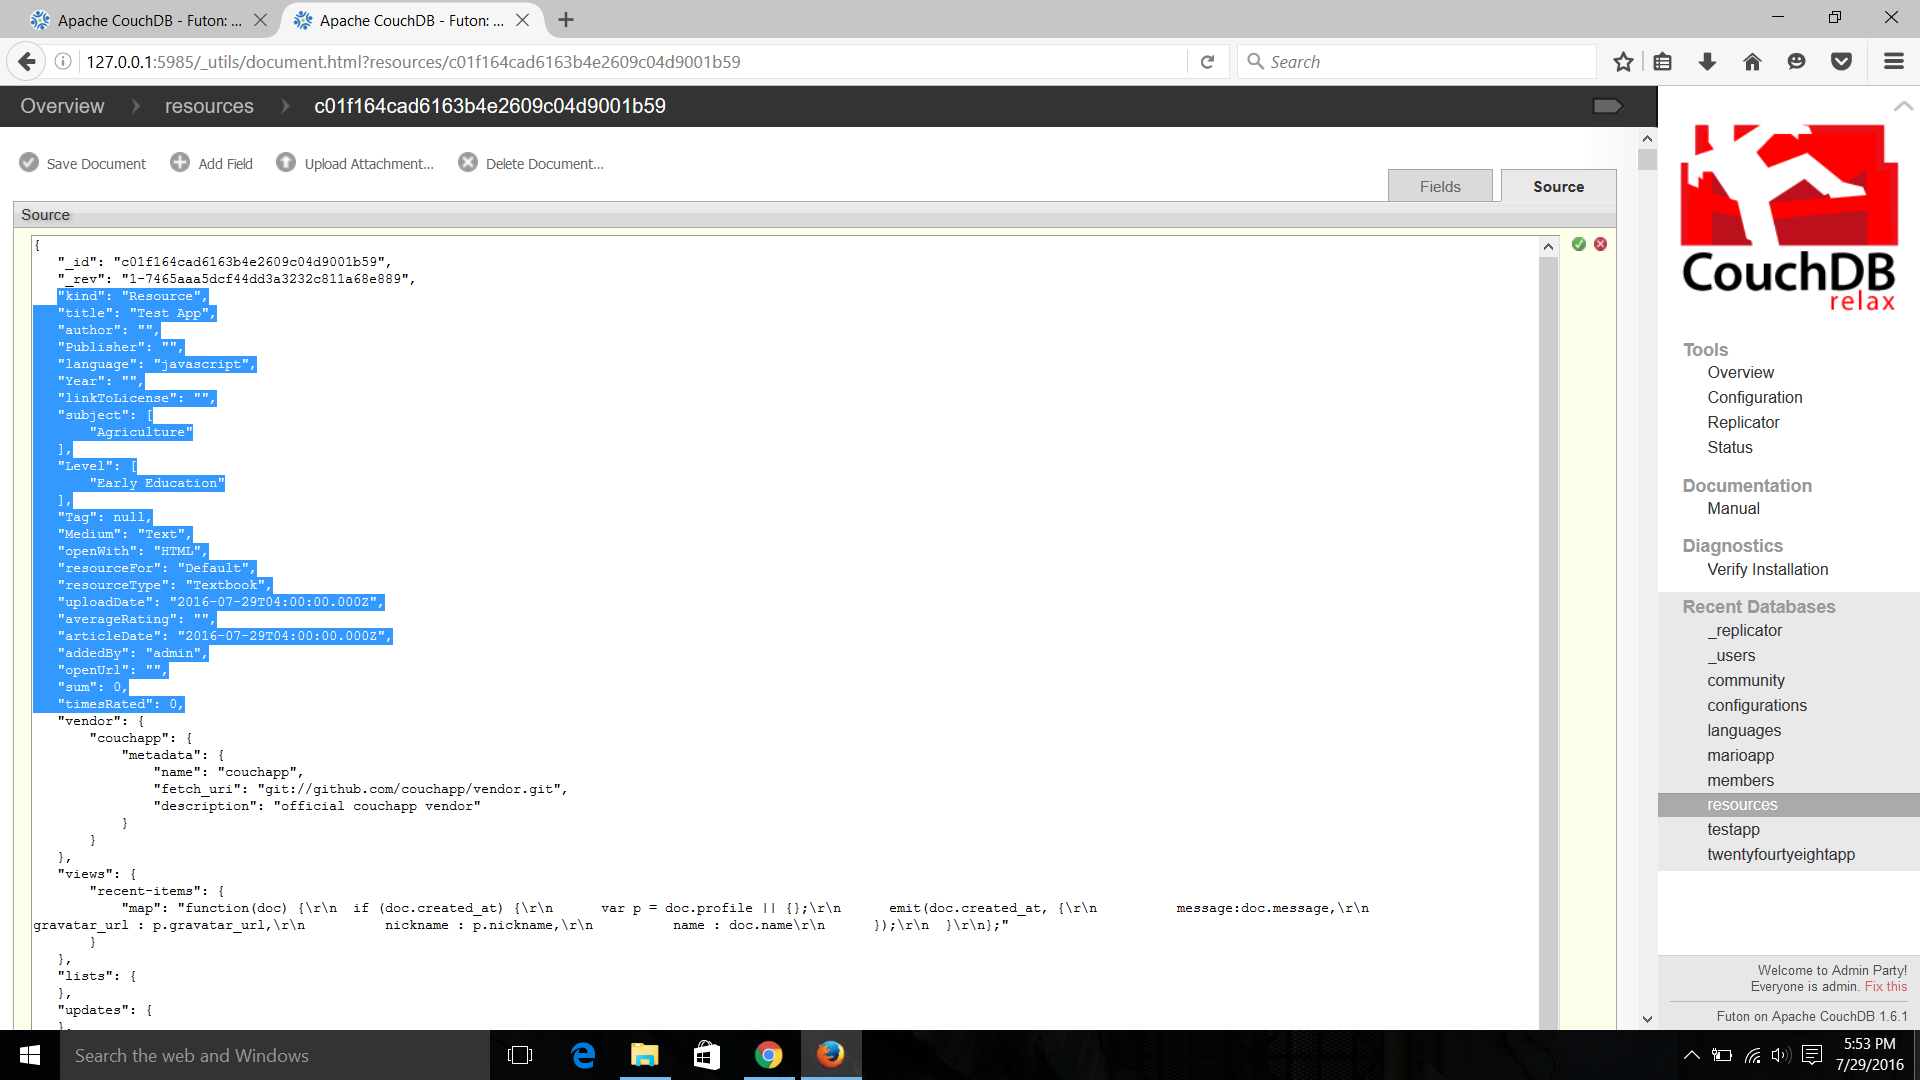 Apache CouchDB - Futon: ...
Apache CouchDB - Futon: ...
127.0.0.1:5985/_utils/document.html?resources/c01f164cad6163b4e2609c04d9001b59
Search
Overview
resources
c01f164cad6163b4e2609c04d9001b59
Save Document
Add Field
Upload Attachment...
Delete Document...
Fields
Source
Source
{
"_id": "c01f164cad6163b4e2609c04d9001b59",
"_rev": "1-7465aaa5dcf44dd3a3232c811a68e889",
"kind": "Resource",
"title": "Test App",
"author": "",
"Publisher": "",
"language": "javascript",
"Year": "",
"linkToLicense": "",
"subject": [
"Agriculture"
],
"Level": [
"Early Education"
],
"Tag": null,
"Medium": "Text",
"openWith": "HTML",
"resourceFor": "Default",
"resourceType": "Textbook",
"uploadDate": "2016-07-29T04:00:00.000Z",
"averageRating": "",
"articleDate": "2016-07-29T04:00:00.000Z",
"addedBy": "admin",
"openUrl": "",
"sum": 0,
"timesRated": 0,
"vendor": {
"couchapp": {
"metadata": {
"name": "couchapp",
"fetch_uri": "git://github.com/couchapp/vendor.git",
"description": "official couchapp vendor"
}
}
},
"views": {
"recent-items": {
"map": "function(doc) {\r\n  if (doc.created_at) {\r\n      var p = doc.profile || {};\r\n      emit(doc.created_at, {\r\n          message:doc.message,\r\n
gravatar_url : p.gravatar_url,\r\n          nickname : p.nickname,\r\n          name : doc.name\r\n      });\r\n  }\r\n};"
}
},
"lists": {
},
"updates": {
},
CouchDB
relax
Tools
Overview
Configuration
Replicator
Status
Documentation
Manual
Diagnostics
Verify Installation
Recent Databases
_replicator
_users
community
configurations
languages
marioapp
members
resources
testapp
twentyfourtyeightapp
Welcome to Admin Party!
Everyone is admin. Fix this
Futon on Apache CouchDB 1.6.1
Search the web and Windows
5:53 PM
7/29/2016